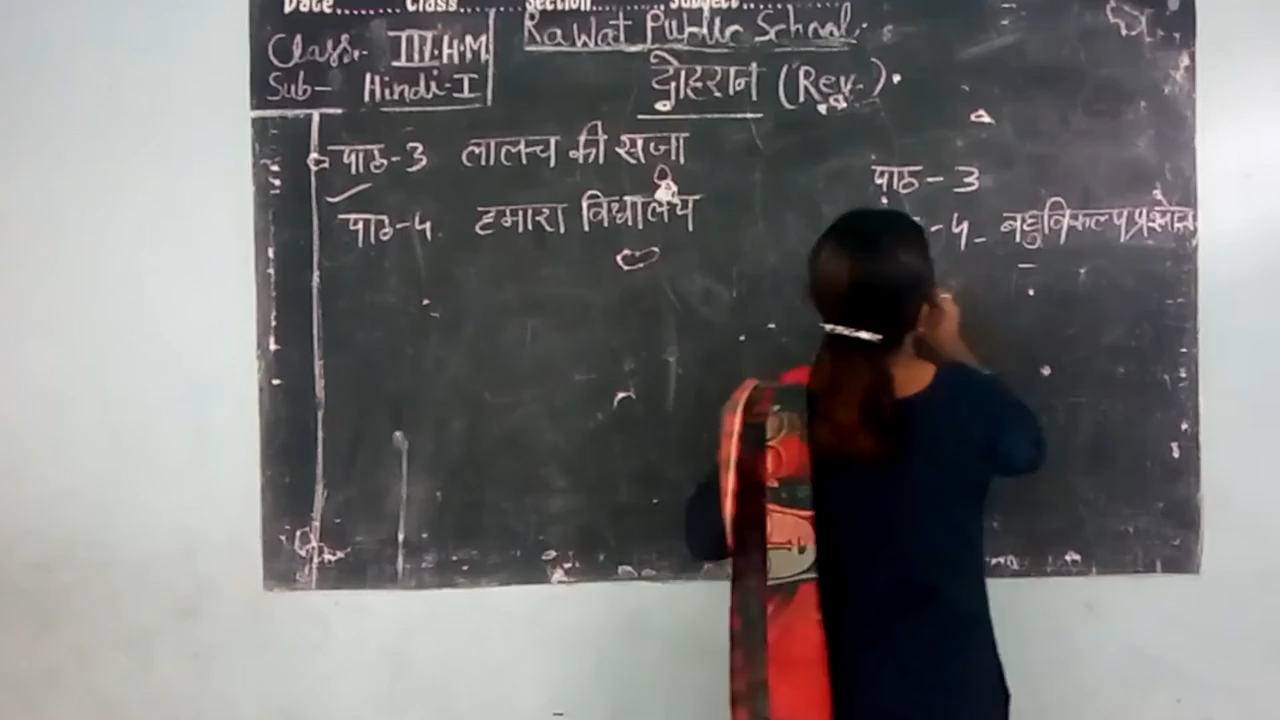 Date........ Class....... Section.......... Subject............
Class:- III.H.M
Rawat Public School.
Sub- Hindi-I
दोहरान (Rev.)
पाठ-3 लालच की सजा
पाठ-4 हमारा विधालय
पाठ-3
-4- बहुविकल्प प्रश्नोत्